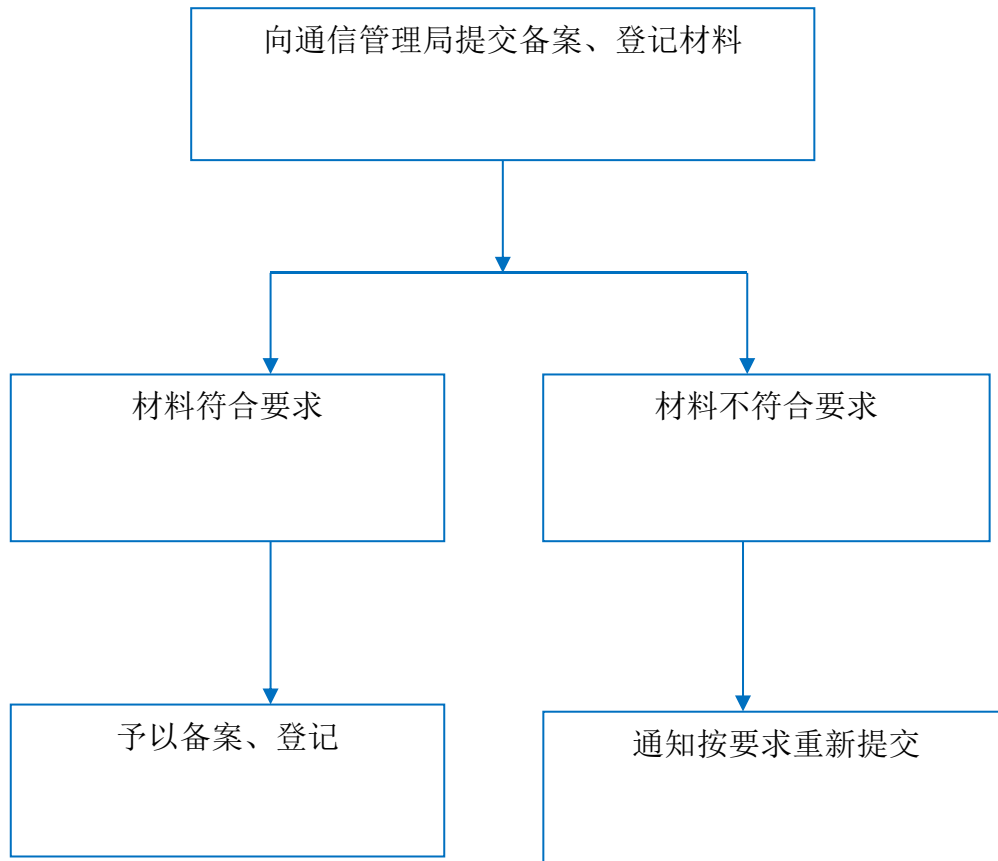 向通信管理局提交备案、登记材料
材料符合要求
材料不符合要求
予以备案、登记
通知按要求重新提交